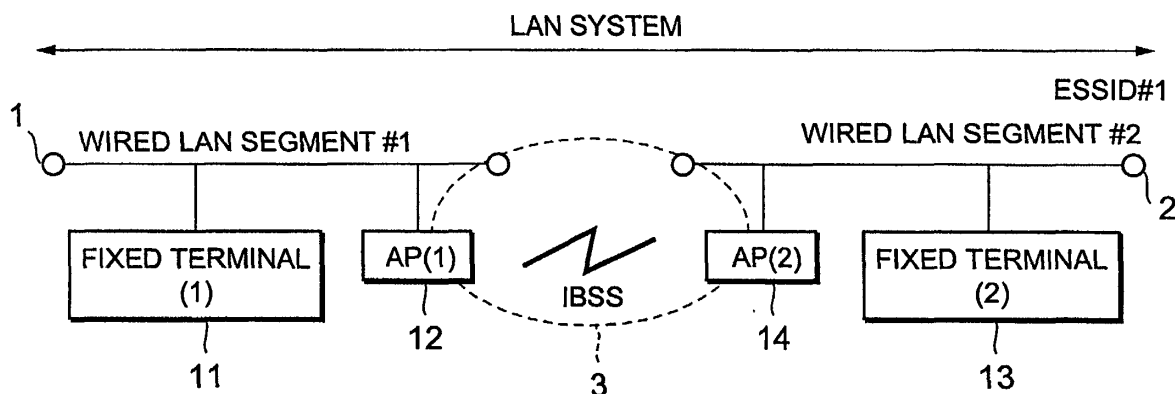 LAN SYSTEM
ESSID#1
1
WIRED LAN SEGMENT #1
WIRED LAN SEGMENT #2
2
FIXED TERMINAL
(1)
AP(1)
IBSS
AP(2)
FIXED TERMINAL
(2)
11
12
3
14
13